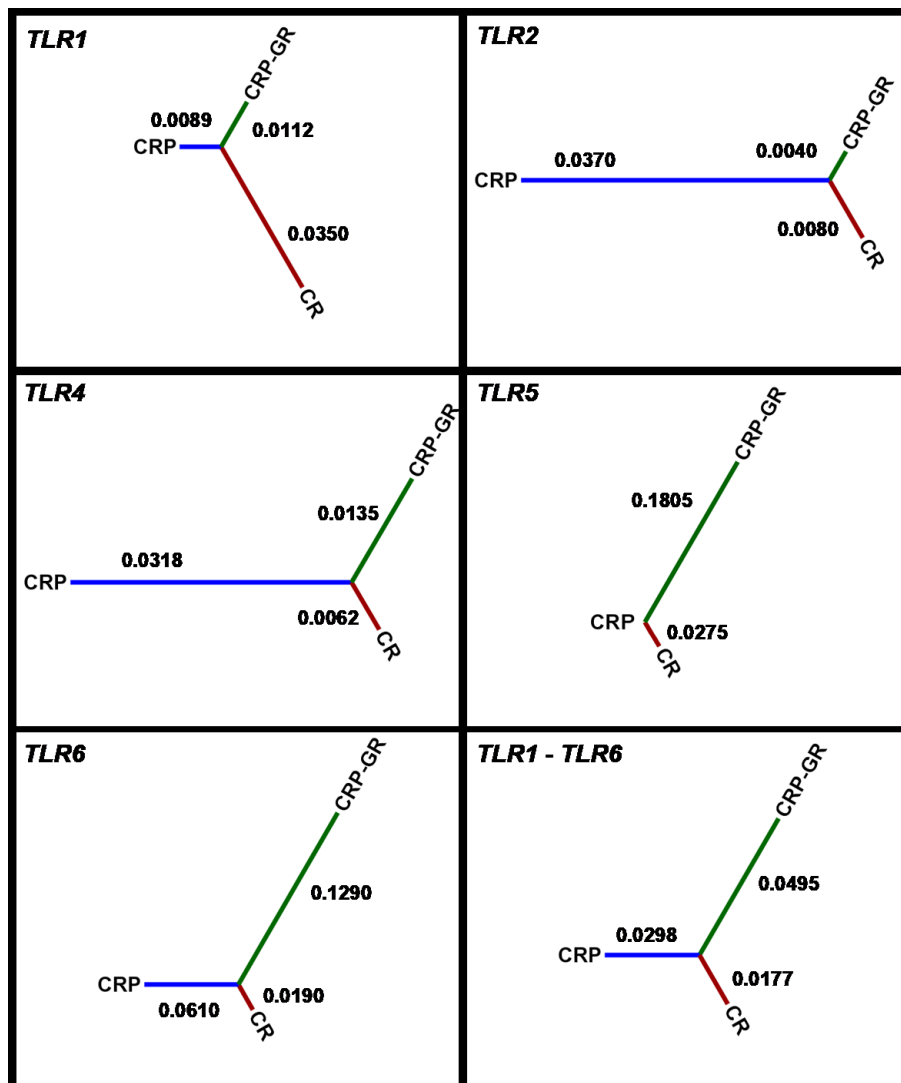 TLR1
CRP-GR
0.0089
0.0112
CRP
0.0350
CR
TLR2
CRP-GR
0.0040
0.0370
CRP
0.0080
CR
TLR4
CRP-GR
0.0135
0.0318
CRP
0.0062
CR
TLR5
CRP-GR
0.1805
CRP
0.0275
CR
TLR6
CRP-GR
0.1290
CRP
0.0190
0.0610
CR
TLR1 - TLR6
CRP-GR
0.0495
0.0298
CRP
0.0177
CR